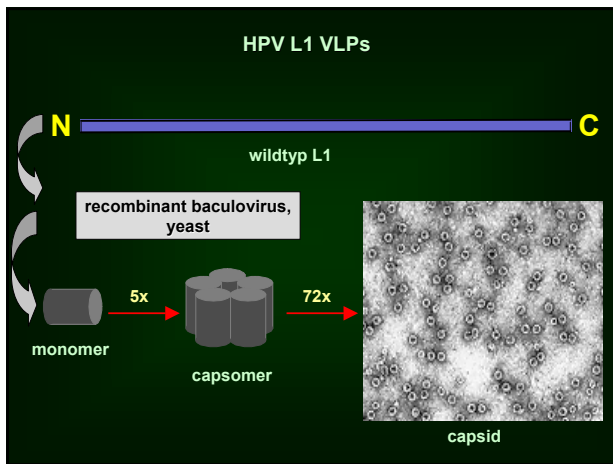 HPV L1 VLPs
N
C
wildtyp L1
recombinant baculovirus,
yeast
5x
72x
monomer
capsomer
capsid